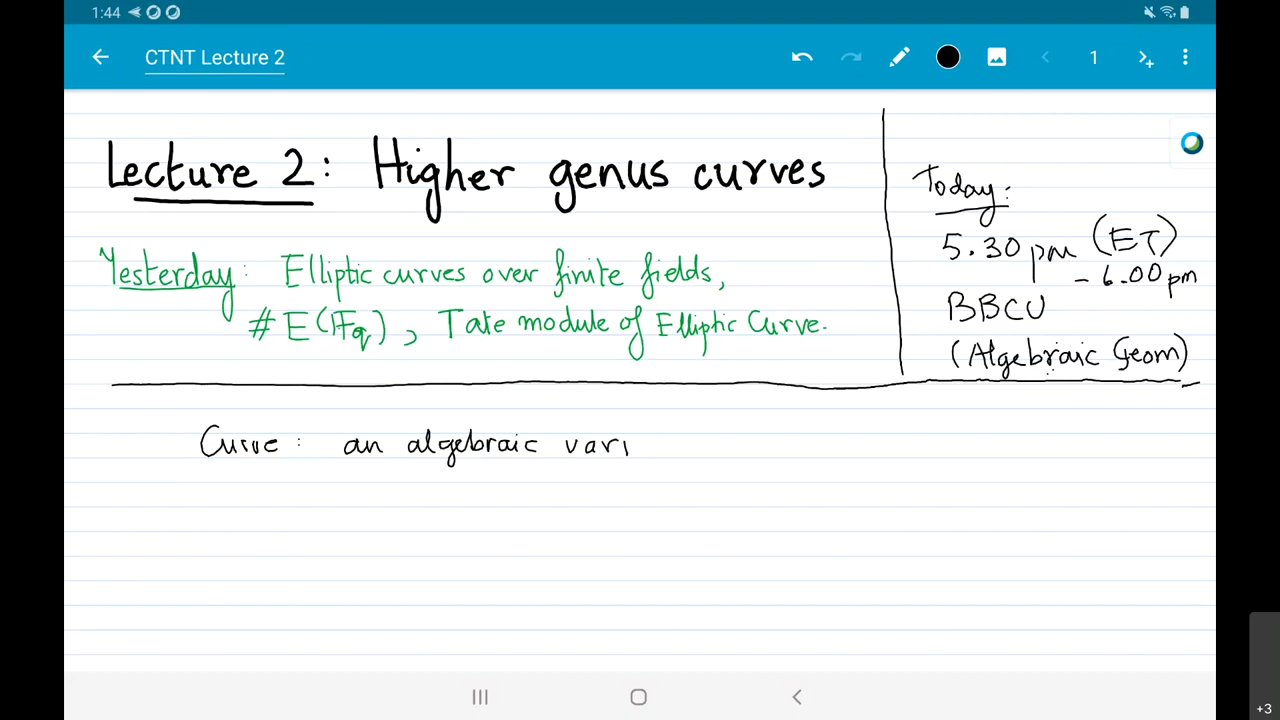 1:44
CTNT Lecture 2
1
Lecture 2: Higher genus curves
Yesterday: Elliptic curves over finite fields,
# E(𝔽q), Tate module of Elliptic Curve.
Today:
5.30 pm (ET)
- 6.00 pm
BBCU
(Algebraic Geom)
Curve: an algebraic vari
+3